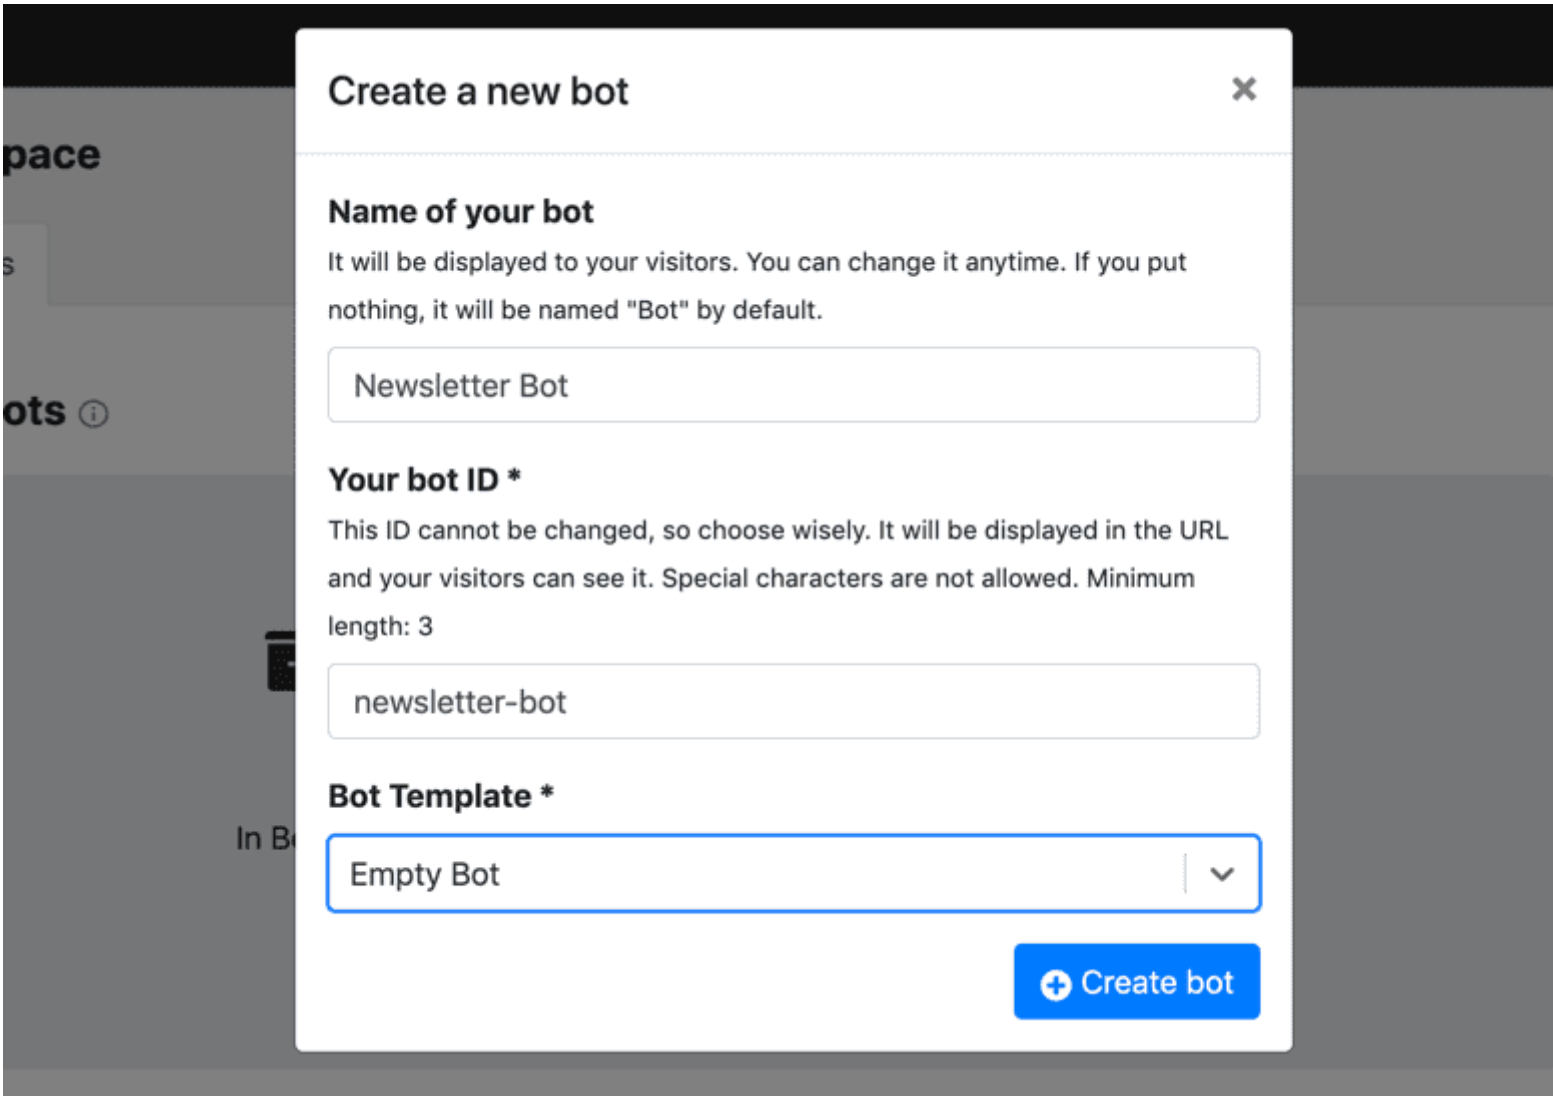 Create a new bot
pace
s
Name of your bot
It will be displayed to your visitors. You can change it anytime. If you put
nothing, it will be named "Bot" by default.
Newsletter Bot
ots
Your bot ID *
This ID cannot be changed, so choose wisely. It will be displayed in the URL
and your visitors can see it. Special characters are not allowed. Minimum
length: 3
newsletter-bot
Bot Template *
In B
Empty Bot
Create bot